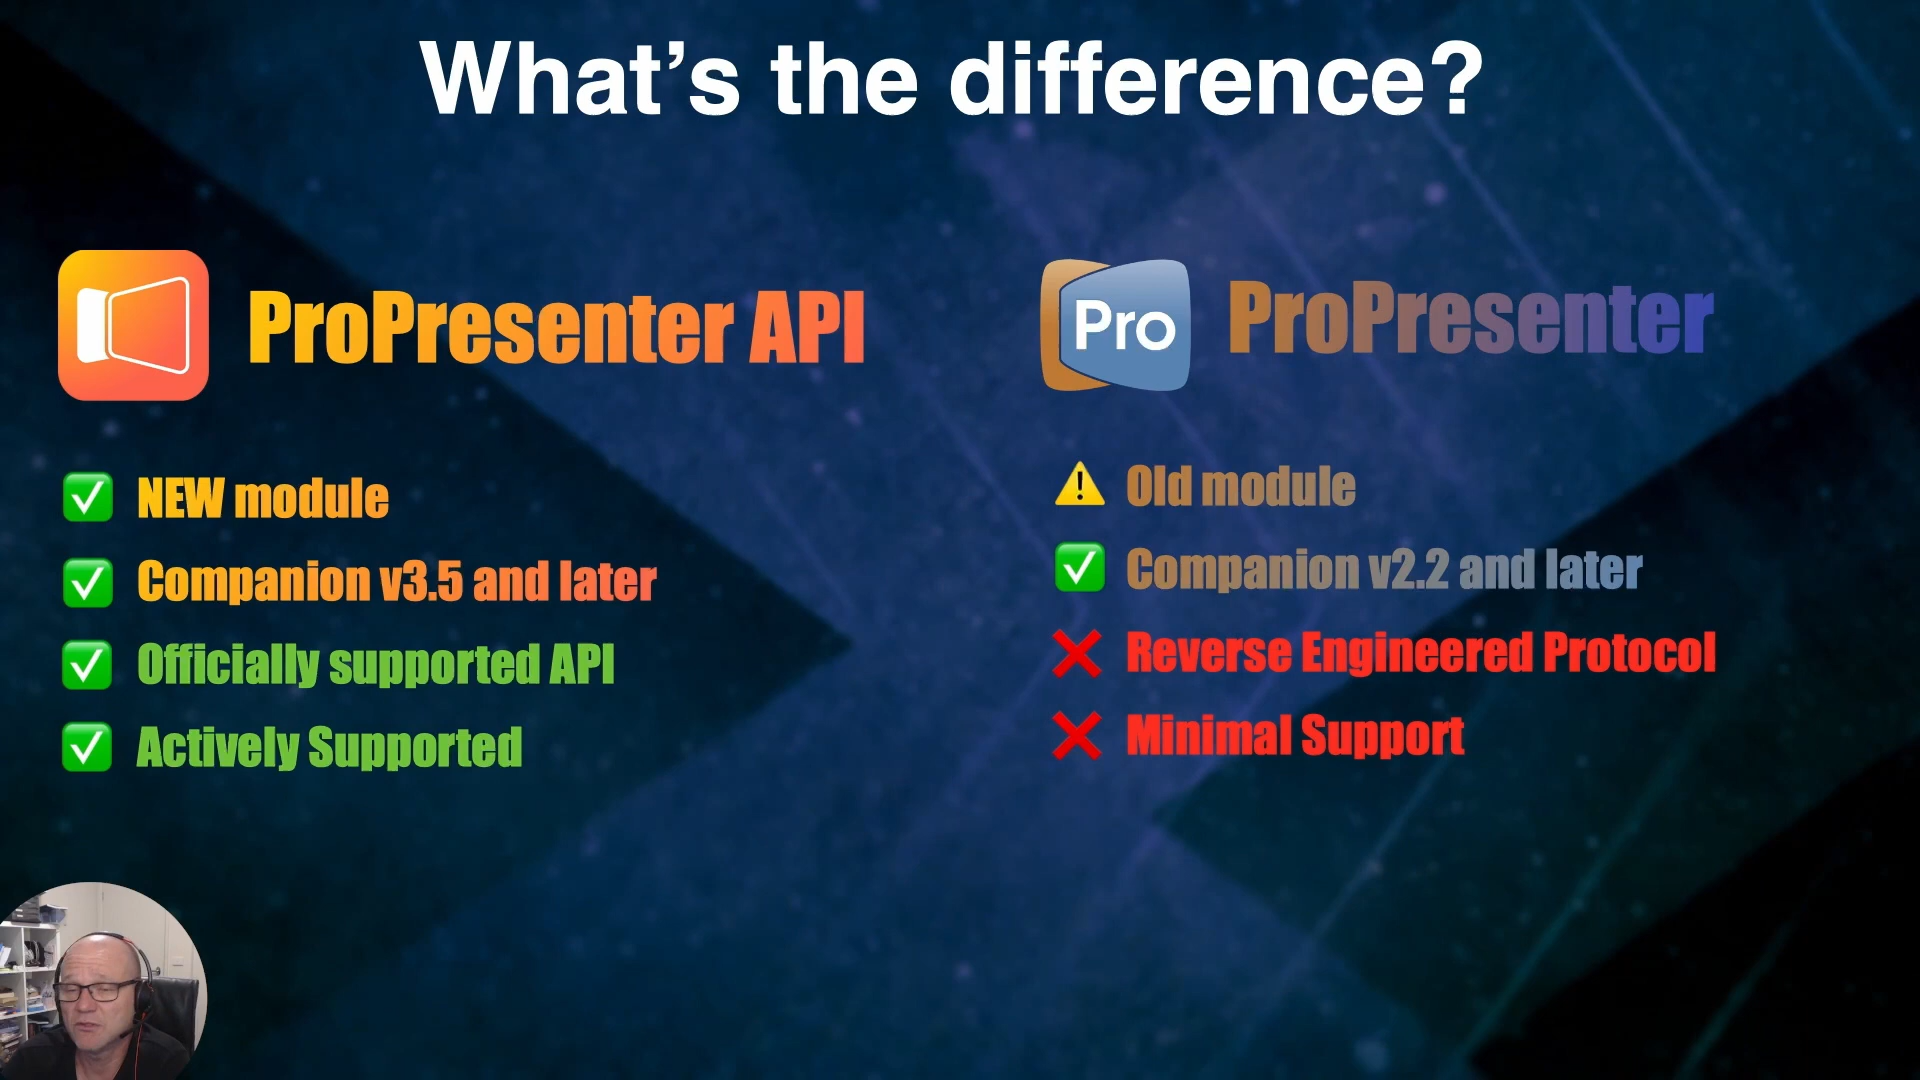 What's the difference?
ProPresenter API
NEW module
Companion v3.5 and later
Officially supported API
Actively Supported
Pro
ProPresenter
Old module
Companion v2.2 and later
Reverse Engineered Protocol
Minimal Support